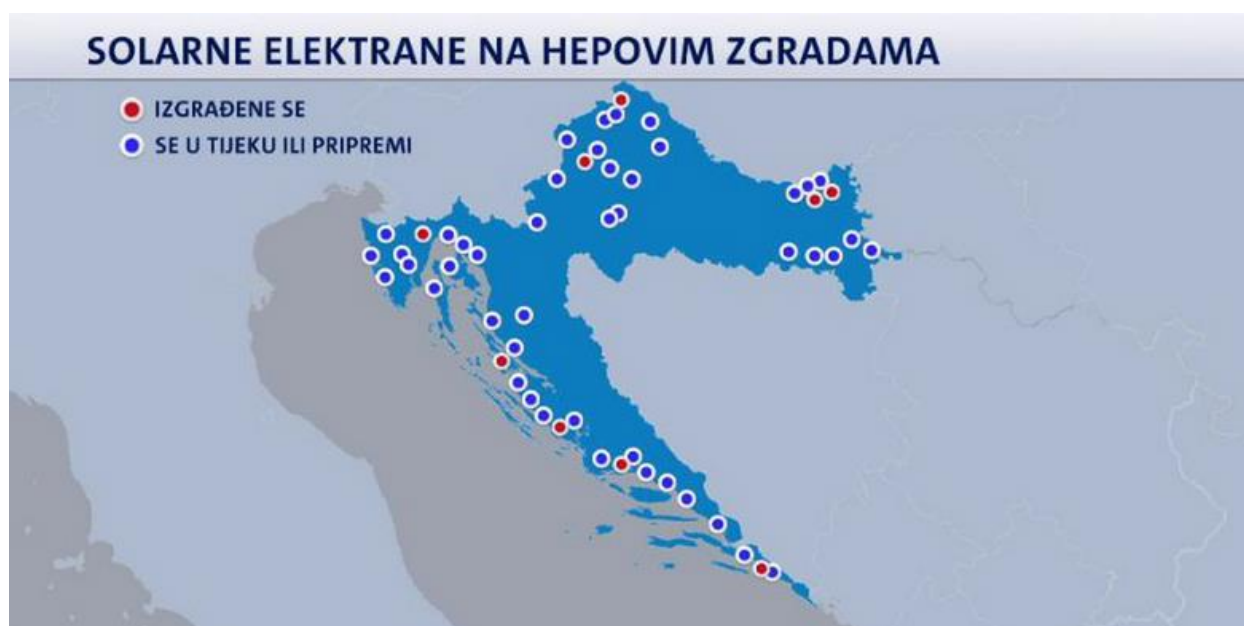 SOLARNE ELEKTRANE NA HEPOVIM ZGRADAMA
IZGRAĐENE SE
SE U TIJEKU ILI PRIPREMI